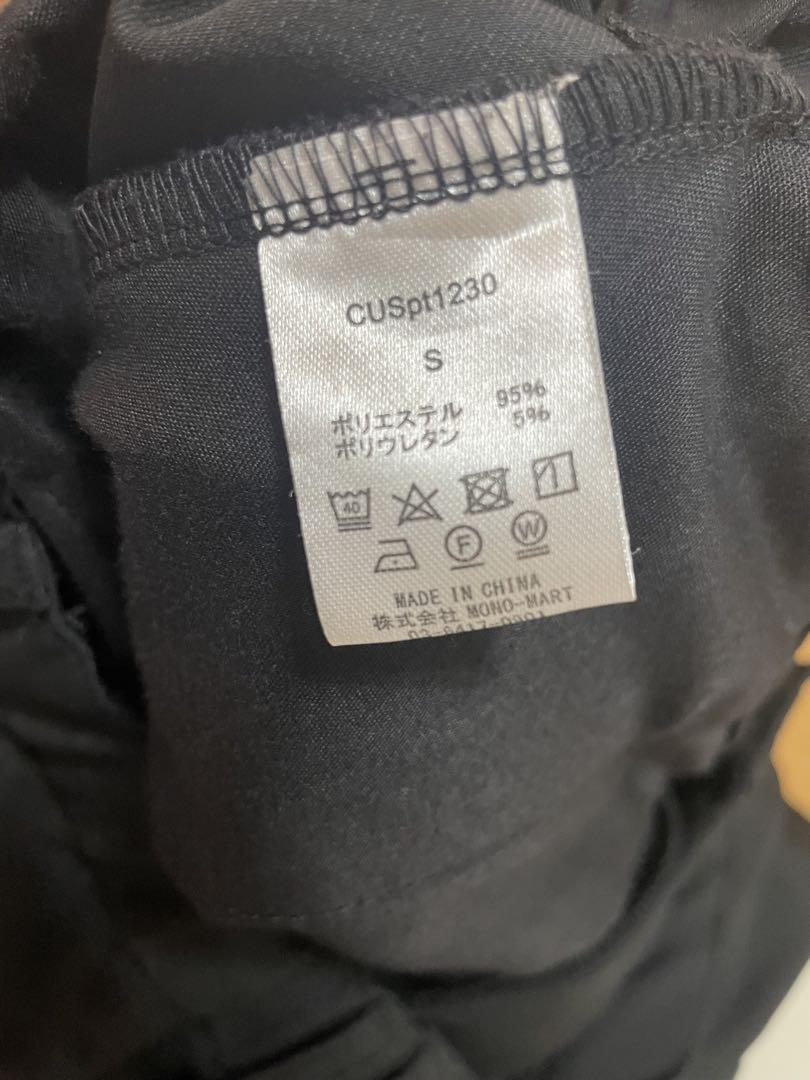 CUSpt1230
S
ポリエステル 95%
ポリウレタン 5%
40
F W
MADE IN CHINA
株式会社 MONO-MART